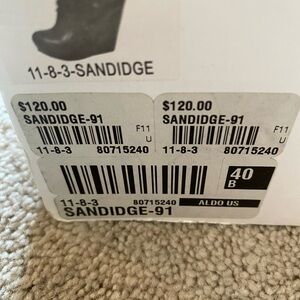 11-8-3-SANDIDGE
$120.00
SANDIDGE-91
F11
U
11-8-3 80715240
$120.00
SANDIDGE-91
F11
U
11-8-3 80715240
40
B
11-8-3 80715240 ALDO US
SANDIDGE-91